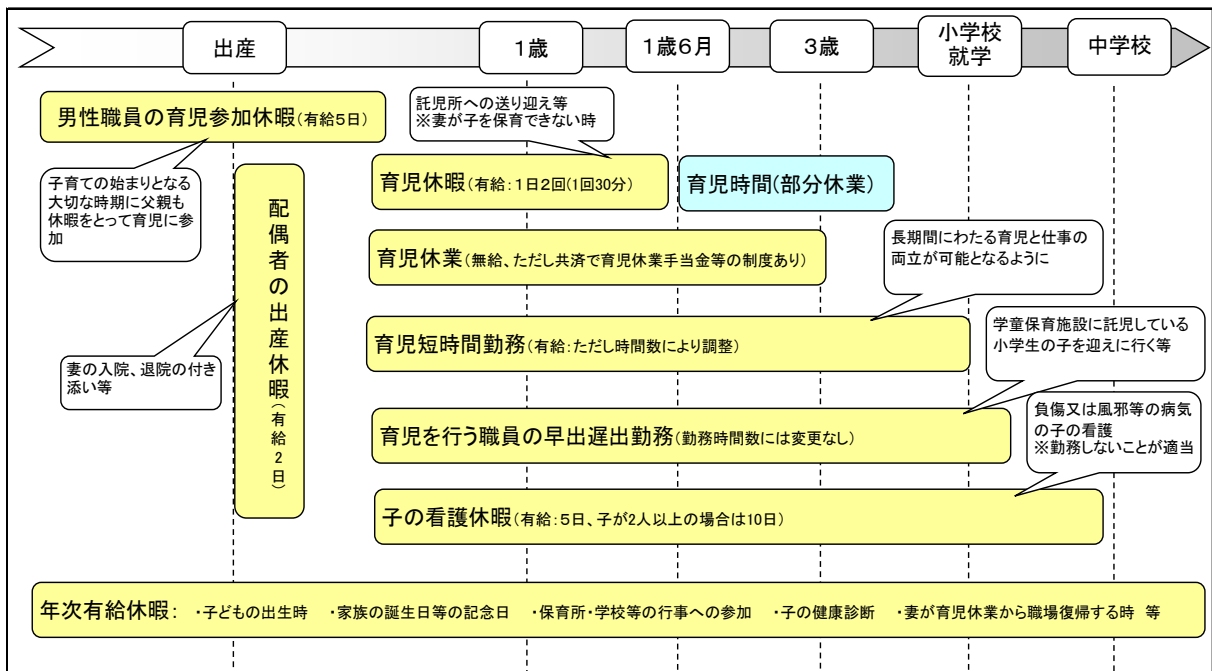 出産
1歳
1歳6月
3歳
小学校
就学
中学校
男性職員の育児参加休暇(有給5日)
託児所への送り迎え等
※妻が子を保育できない時
子育ての始まりとなる
大切な時期に父親も
休暇をとって育児に参
加
配偶者の出産休暇(有給2日)
妻の入院、退院の付き
添い等
育児休暇(有給:1日2回(1回30分)
育児時間(部分休業)
育児休業(無給、ただし共済で育児休業手当金等の制度あり)
長期間にわたる育児と仕事の
両立が可能となるように
育児短時間勤務(有給:ただし時間数により調整)
学童保育施設に託児している
小学生の子を迎えに行く等
育児を行う職員の早出遅出勤務(勤務時間数には変更なし)
負傷又は風邪等の病気
の子の看護
※勤務しないことが適当
子の看護休暇(有給:5日、子が2人以上の場合は10日)
年次有給休暇: ・子どもの出生時 ・家族の誕生日等の記念日 ・保育所・学校等の行事への参加 ・子の健康診断 ・妻が育児休業から職場復帰する時 等